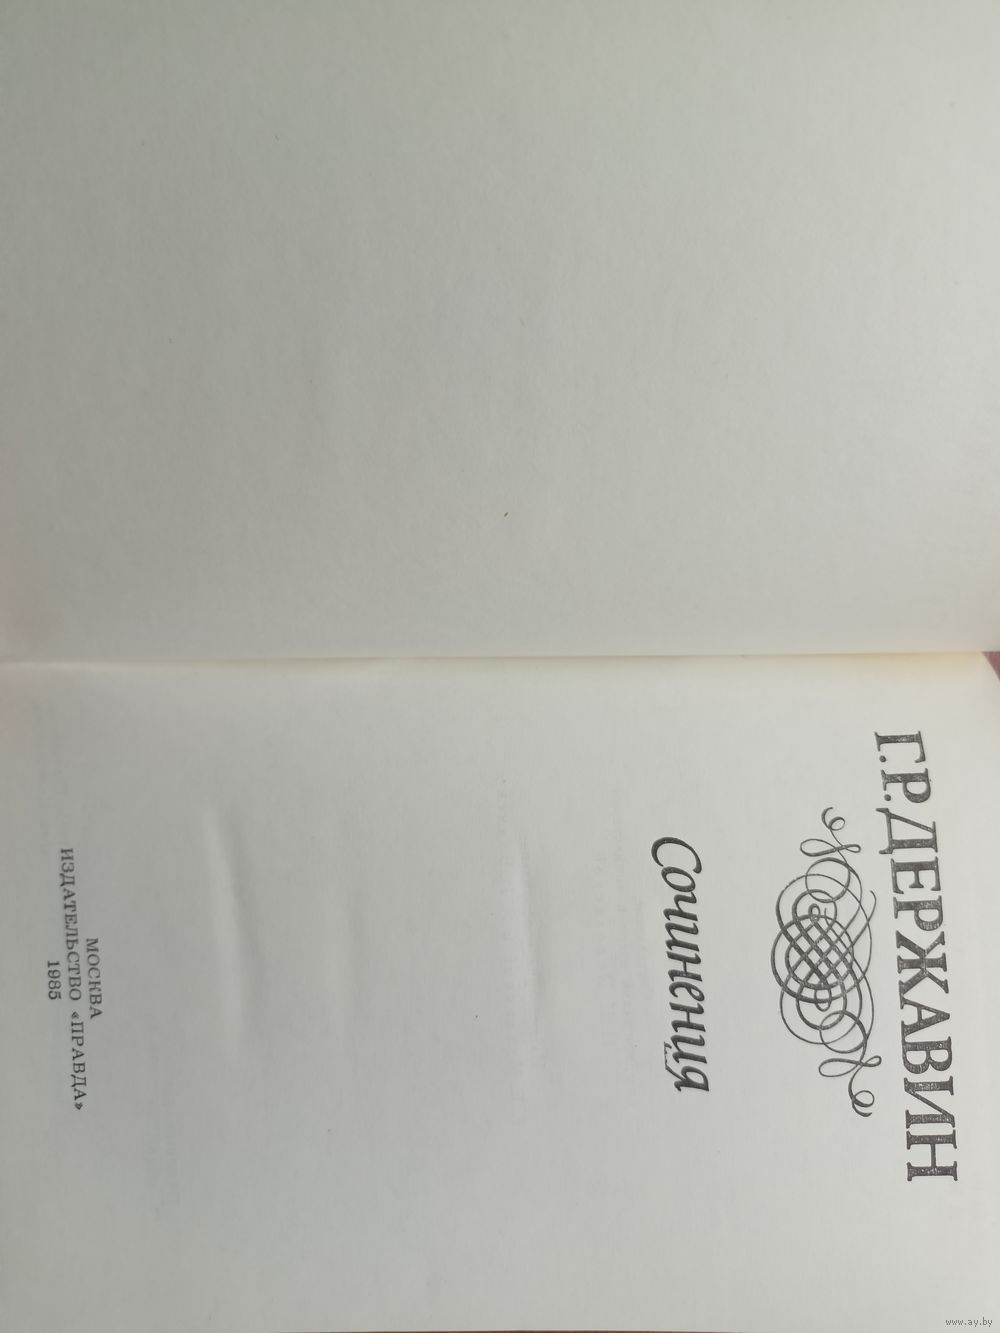 Г.Р.ДЕРЖАВИН
Сочинения
МОСКВА
ИЗДАТЕЛЬСТВО «ПРАВДА»
1985
www.ay.by